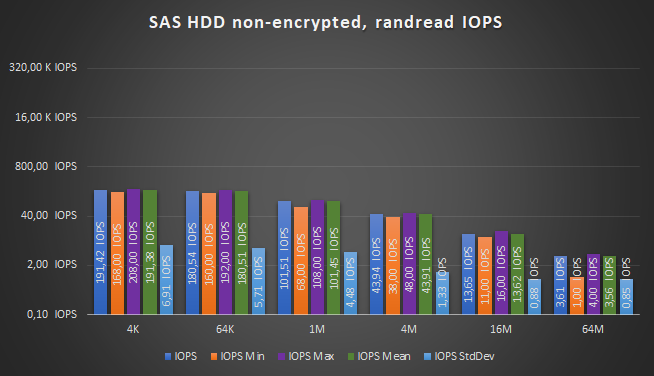 SAS HDD non-encrypted, randread IOPS
320,00 K IOPS
16,00 K IOPS
800,00 IOPS
40,00 IOPS
2,00 IOPS
0,10 IOPS
191,42 IOPS
168,00 IOPS
208,00 IOPS
191,38 IOPS
6,91 IOPS
180,54 IOPS
160,00 IOPS
192,00 IOPS
180,51 IOPS
5,71 IOPS
101,51 IOPS
68,00 IOPS
108,00 IOPS
101,45 IOPS
4,48 IOPS
43,94 IOPS
38,00 IOPS
48,00 IOPS
43,91 IOPS
1,33 IOPS
13,65 IOPS
11,00 IOPS
16,00 IOPS
13,62 IOPS
0,88 IOPS
3,61 IOPS
1,00 IOPS
4,00 IOPS
3,56 IOPS
0,85 IOPS
4K 64K 1M 4M 16M 64M
IOPS IOPS Min IOPS Max IOPS Mean IOPS StdDev